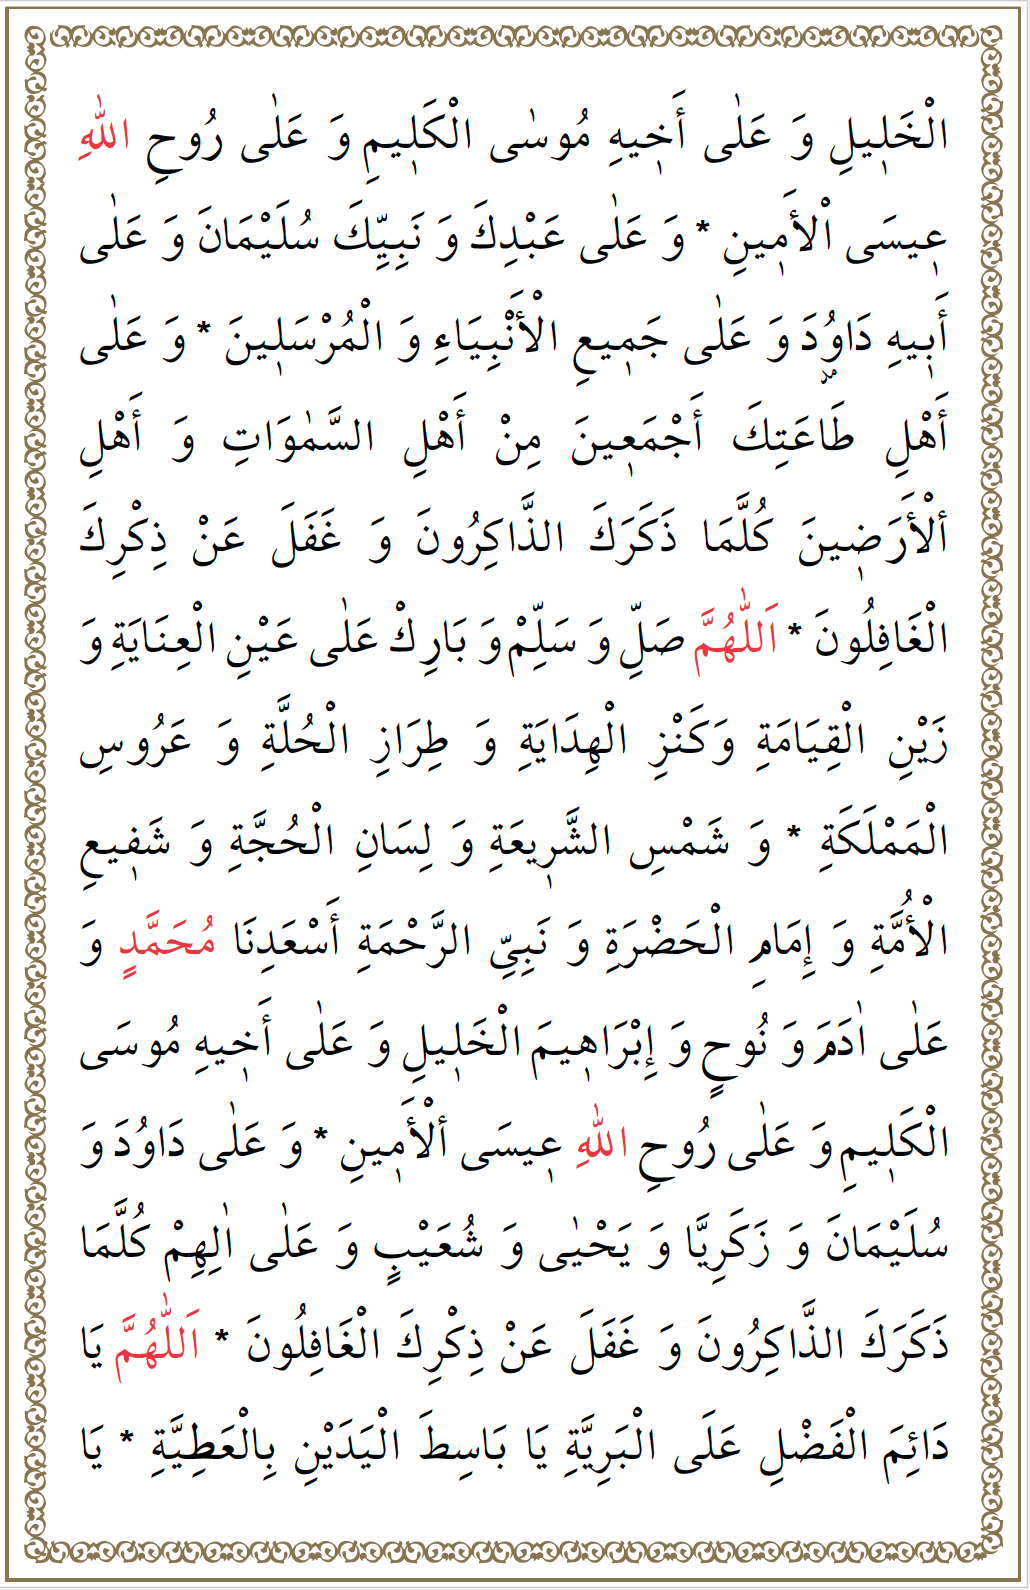 الْخَلٖيلِ وَ عَلٰى أَخٖيهِ مُوسٰى الْكَلٖيمِ وَ عَلٰى رُوحِ اللّٰهِ
عٖيسَى اْلأَمٖينِ * وَ عَلٰى عَبْدِكَ وَ نَبِيِّكَ سُلَيْمَانَ وَ عَلٰى
أَبٖيهِ دَاوُۥدَ وَ عَلٰى جَمٖيعِ الْأَنْبِيَاءِ وَ الْمُرْسَلٖينَ * وَ عَلٰى
أَهْلِ طَاعَتِكَ أَجْمَعٖينَ مِنْ أَهْلِ السَّمٰوَاتِ وَ أَهْلِ
ألْأَرَضٖينَ كُلَّمَا ذَكَرَكَ الذَّاكِرُونَ وَ غَفَلَ عَنْ ذِكْرِكَ
الْغَافِلُونَ * اَللّٰهُمَّ صَلِّ وَ سَلِّمْ وَ بَارِكْ عَلٰى عَيْنِ الْعِنَايَةِ وَ
زَيْنِ الْقِيَامَةِ وَكَنْزِ الْهِدَايَةِ وَ طِرَازِ الْحُلَّةِ وَ عَرُوسِ
الْمَمْلَكَةِ * وَ شَمْسِ الشَّرٖيعَةِ وَ لِسَانِ الْحُجَّةِ وَ شَفٖيعِ
الْأُمَّةِ وَ إِمَامِ الْحَضْرَةِ وَ نَبِيِّ الرَّحْمَةِ أَسْعَدِنَا مُحَمَّدٍ وَ
عَلٰى اٰدَمَ وَ نُوحٍ وَ إِبْرَاهٖيمَ الْخَلٖيلِ وَ عَلٰى أَخٖيهِ مُوسَى
الْكَلٖيمِ وَ عَلٰى رُوحِ اللّٰهِ عٖيسَى ألْأَمٖينِ * وَ عَلٰى دَاوُدَ وَ
سُلَيْمَانَ وَ زَكَرِيَّا وَ يَحْيٰى وَ شُعَيْبٍ وَ عَلٰى اٰلِهِمْ كُلَّمَا
ذَكَرَكَ الذَّاكِرُونَ وَ غَفَلَ عَنْ ذِكْرِكَ الْغَافِلُونَ * اَللّٰهُمَّ يَا
دَائِمَ الْفَضْلِ عَلَى الْبَرِيَّةِ يَا بَاسِطَ الْيَدَيْنِ بِالْعَطِيَّةِ * يَا